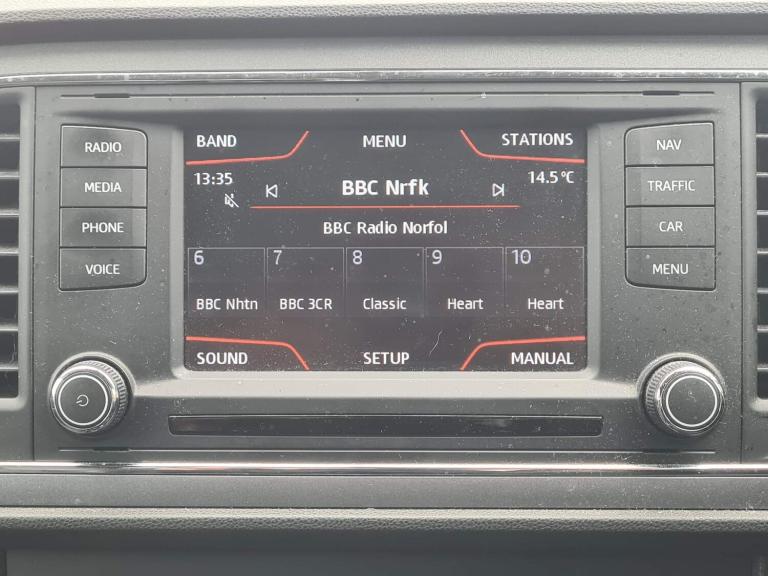 RADIO
MEDIA
PHONE
VOICE
BAND MENU STATIONS
13:35 14.5°C
BBC Nrfk
BBC Radio Norfol
6 7 8 9 10
BBC Nhtn BBC 3CR Classic Heart Heart
SOUND SETUP MANUAL
NAV
TRAFFIC
CAR
MENU